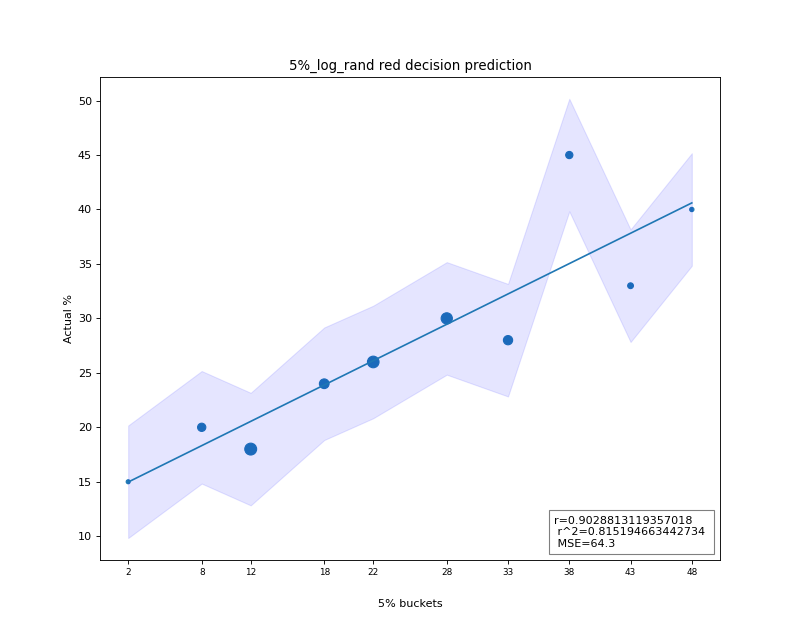 5%_log_rand red decision prediction
50
45
40
35
30
25
20
15
10
Actual %
r=0.9028813119357018
r^2=0.815194663442734
MSE=64.3
2 8 12 18 22 28 33 38 43 48
5% buckets